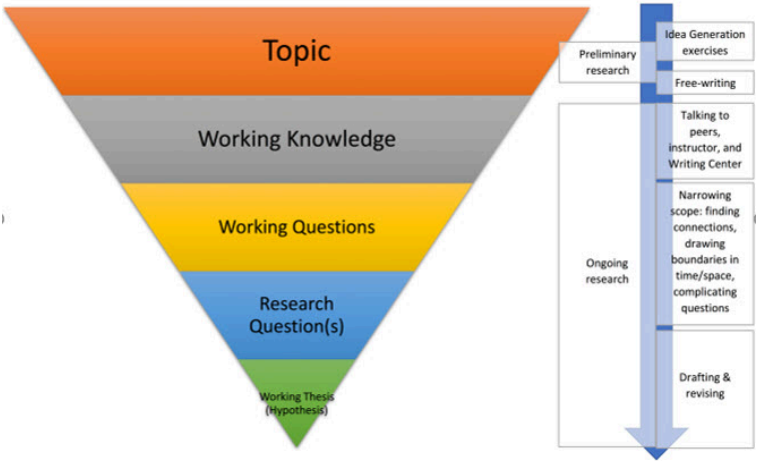 Topic
Working Knowledge
Working Questions
Research
Question(s)
Working Thesis
(Hypothesis)
Preliminary
research
Ongoing
research
Idea Generation
exercises
Free-writing
Talking to
peers,
instructor, and
Writing Center
Narrowing
scope: finding
connections,
drawing
boundaries in
time/space,
complicating
questions
Drafting &
revising